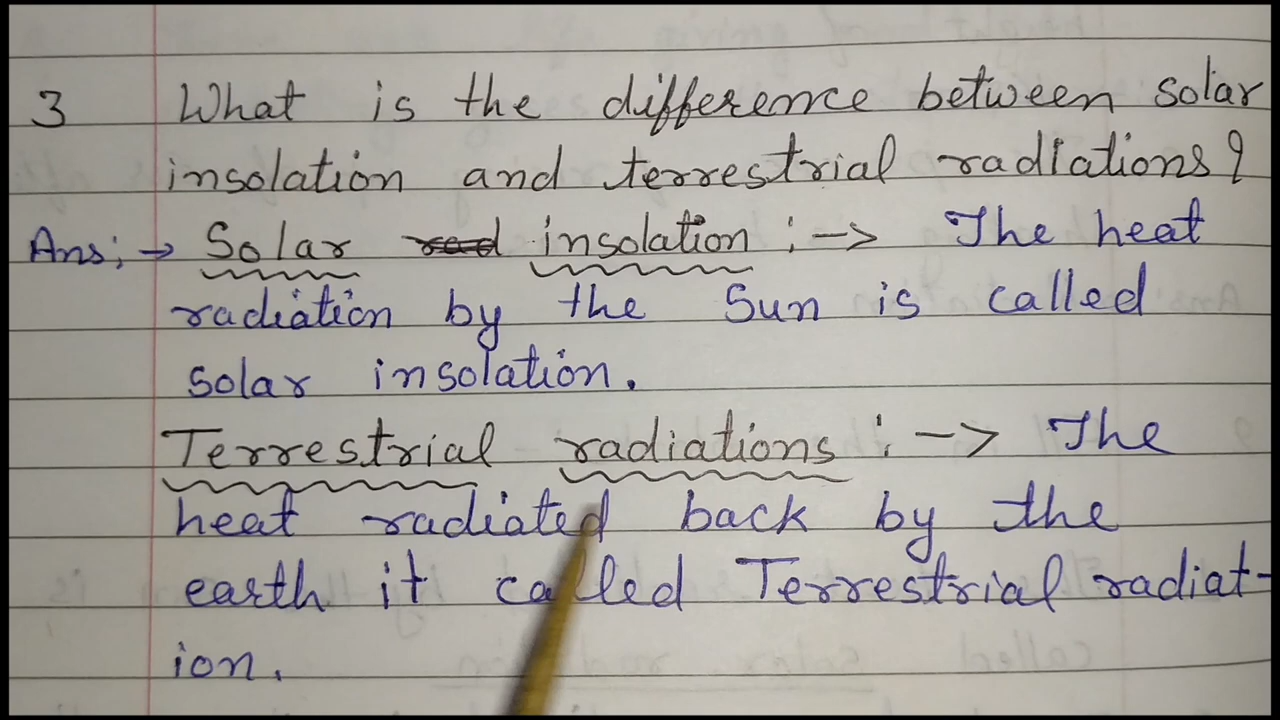 3 What is the difference between solar
insolation and terrestrial radiations?
Ans:→ Solar insolation :-> The heat
radiation by the Sun is called
solar insolation.
Terrestrial radiations :-> The
heat radiated back by the
earth it called Terrestrial radiat-
ion.